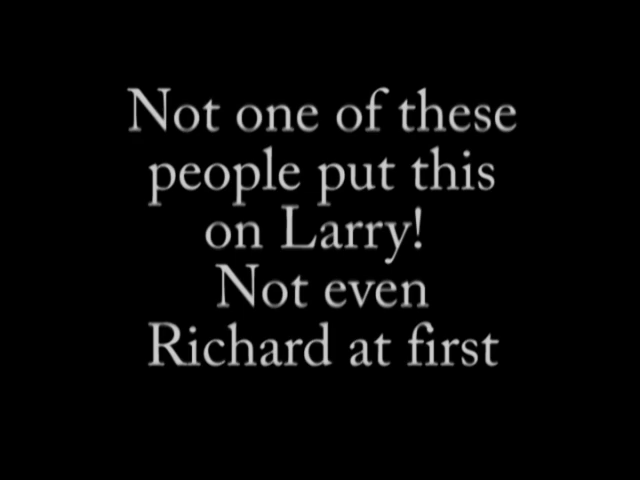 Not one of these
people put this
on Larry!
Not even
Richard at first